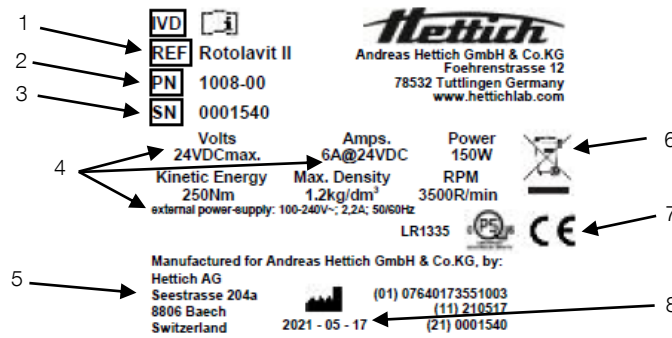 1
IVD
Hettich
REF Rotolavit II
Andreas Hettich GmbH & Co.KG
Foehrenstrasse 12
2
PN 1008-00
78532 Tuttlingen Germany
www.hettichlab.com
3
SN 0001540
4
Volts Amps. Power
24VDCmax. 6A@24VDC 150W
6
Kinetic Energy Max. Density RPM
250Nm 1.2kg/dm³ 3500R/min
external power-supply: 100-240V~; 2,2A; 50/60Hz
7
LR1335 CE
Manufactured for Andreas Hettich GmbH & Co.KG, by:
5
Hettich AG
Seestrasse 204a (01) 07640173551003
8806 Baech (11) 210517
8
Switzerland 2021 - 05 - 17 (21) 0001540